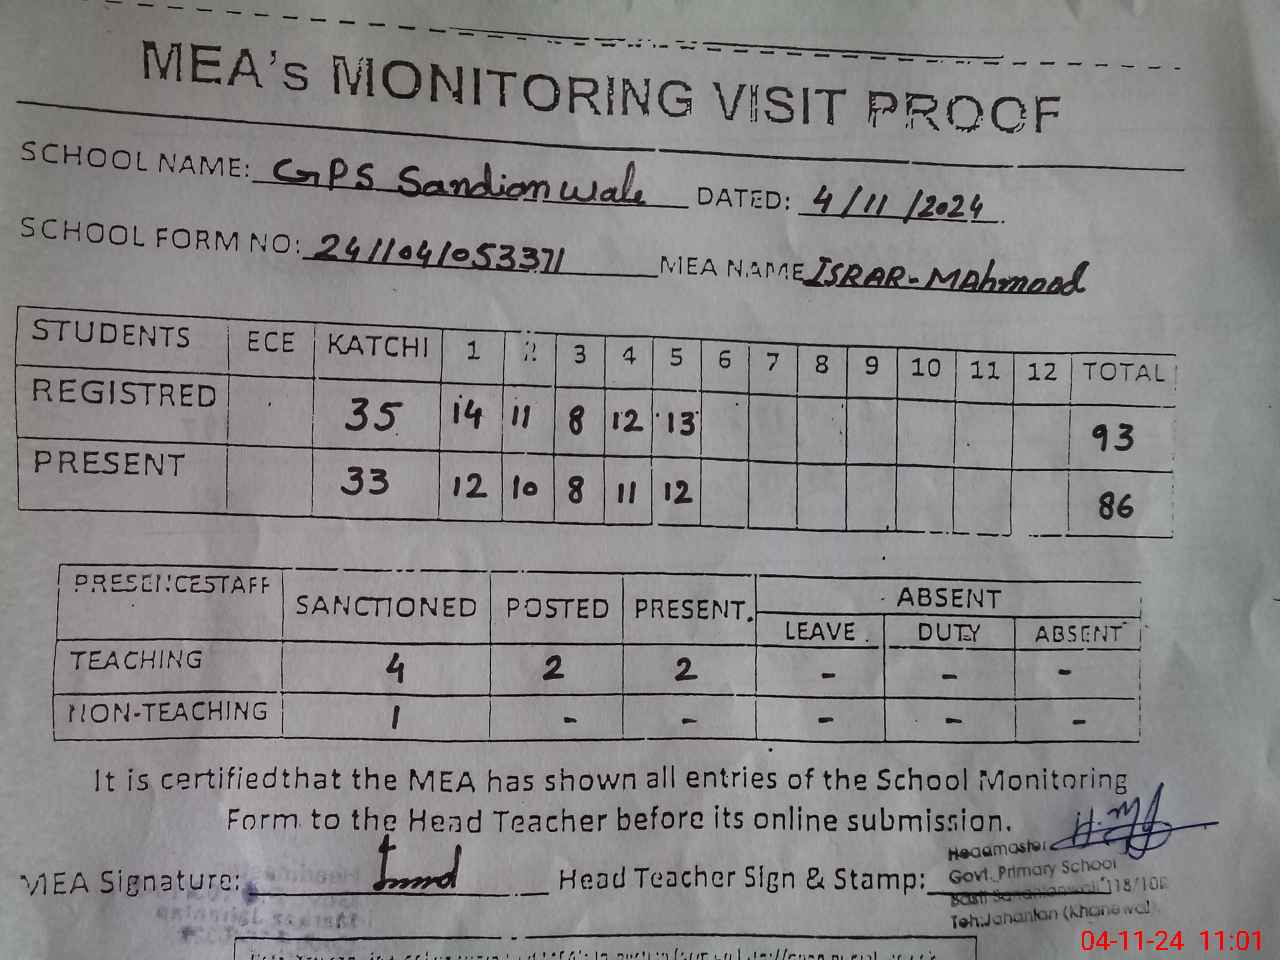 MEA's MONITORING VISIT PROOF
SCHOOL NAME: GPS Sandianwale DATED: 4/11/2024
SCHOOL FORM NO: 2411041053371 MEA NAME ISRAR-MAhmood
STUDENTS ECE KATCHI 1 2 3 4 5 6 7 8 9 10 11 12 TOTAL
REGISTRED 35 14 11 8 12 13 93
PRESENT 33 12 10 8 11 12 86
PRESENCESTAFF SANCTIONED POSTED PRESENT. ABSENT
LEAVE DUTY ABSENT
TEACHING 4 2 2 - - -
NON-TEACHING 1 - - - - -
It is certifiedthat the MEA has shown all entries of the School Monitoring
Form to the Head Teacher before its online submission.
MEA Signature: Head Teacher Sign & Stamp:
Headmaster
Govt. Primary School
Basti 118/10R
Teh:Jahanian (Khanewal
04-11-24 11:01